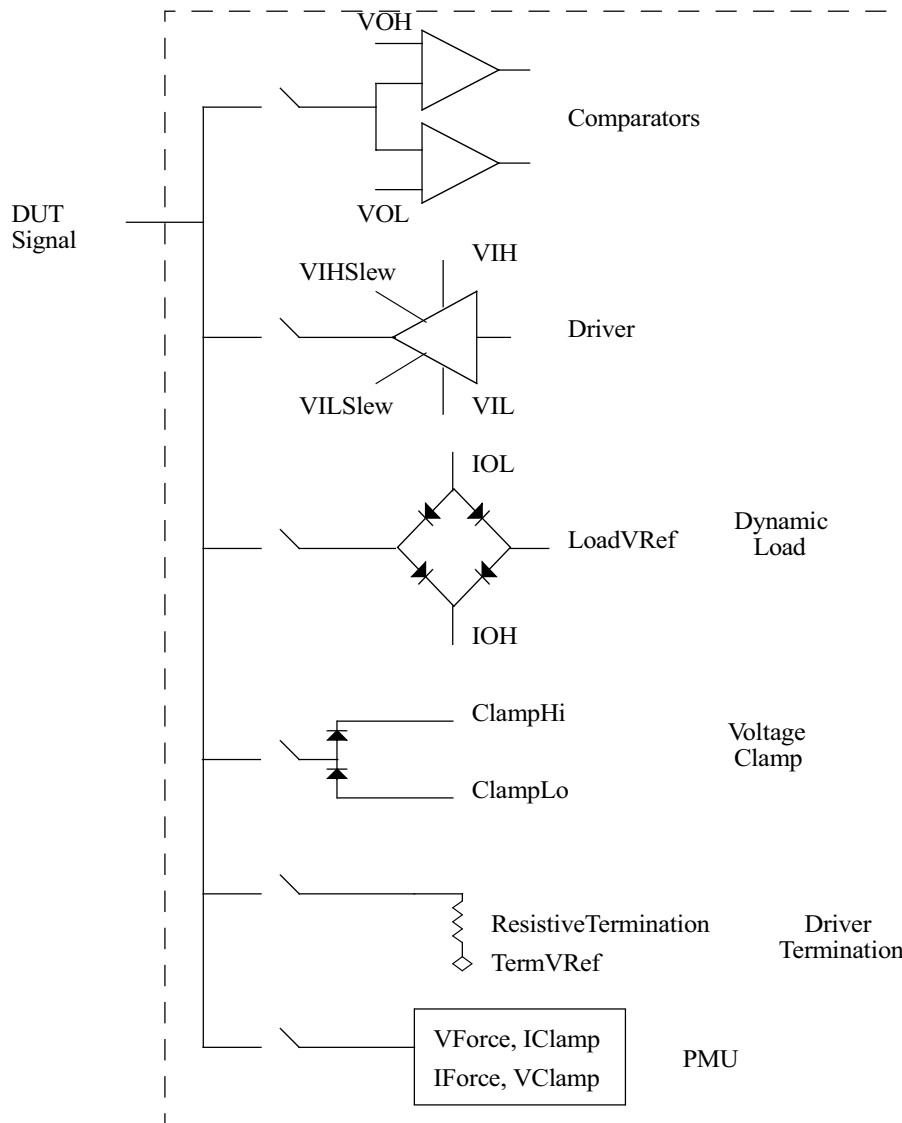 VOH
Comparators
VOL
DUT
Signal
VIH
VIHSlew
Driver
VILSlew
VIL
IOL
LoadVRef
Dynamic
Load
IOH
ClampHi
Voltage
Clamp
ClampLo
ResistiveTermination
TermVRef
Driver
Termination
VForce, IClamp
IForce, VClamp
PMU